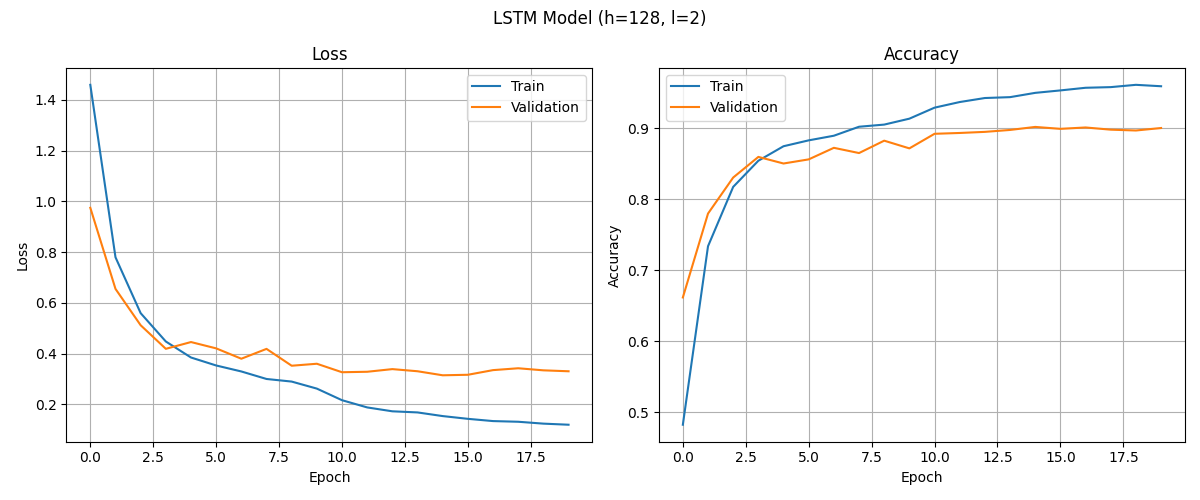 LSTM Model (h=128, l=2)
Loss
Train
Validation
1.4
1.2
1.0
0.8
0.6
0.4
0.2
Loss
0.0 2.5 5.0 7.5 10.0 12.5 15.0 17.5
Epoch
Accuracy
Train
Validation
0.9
0.8
0.7
0.6
0.5
Accuracy
0.0 2.5 5.0 7.5 10.0 12.5 15.0 17.5
Epoch